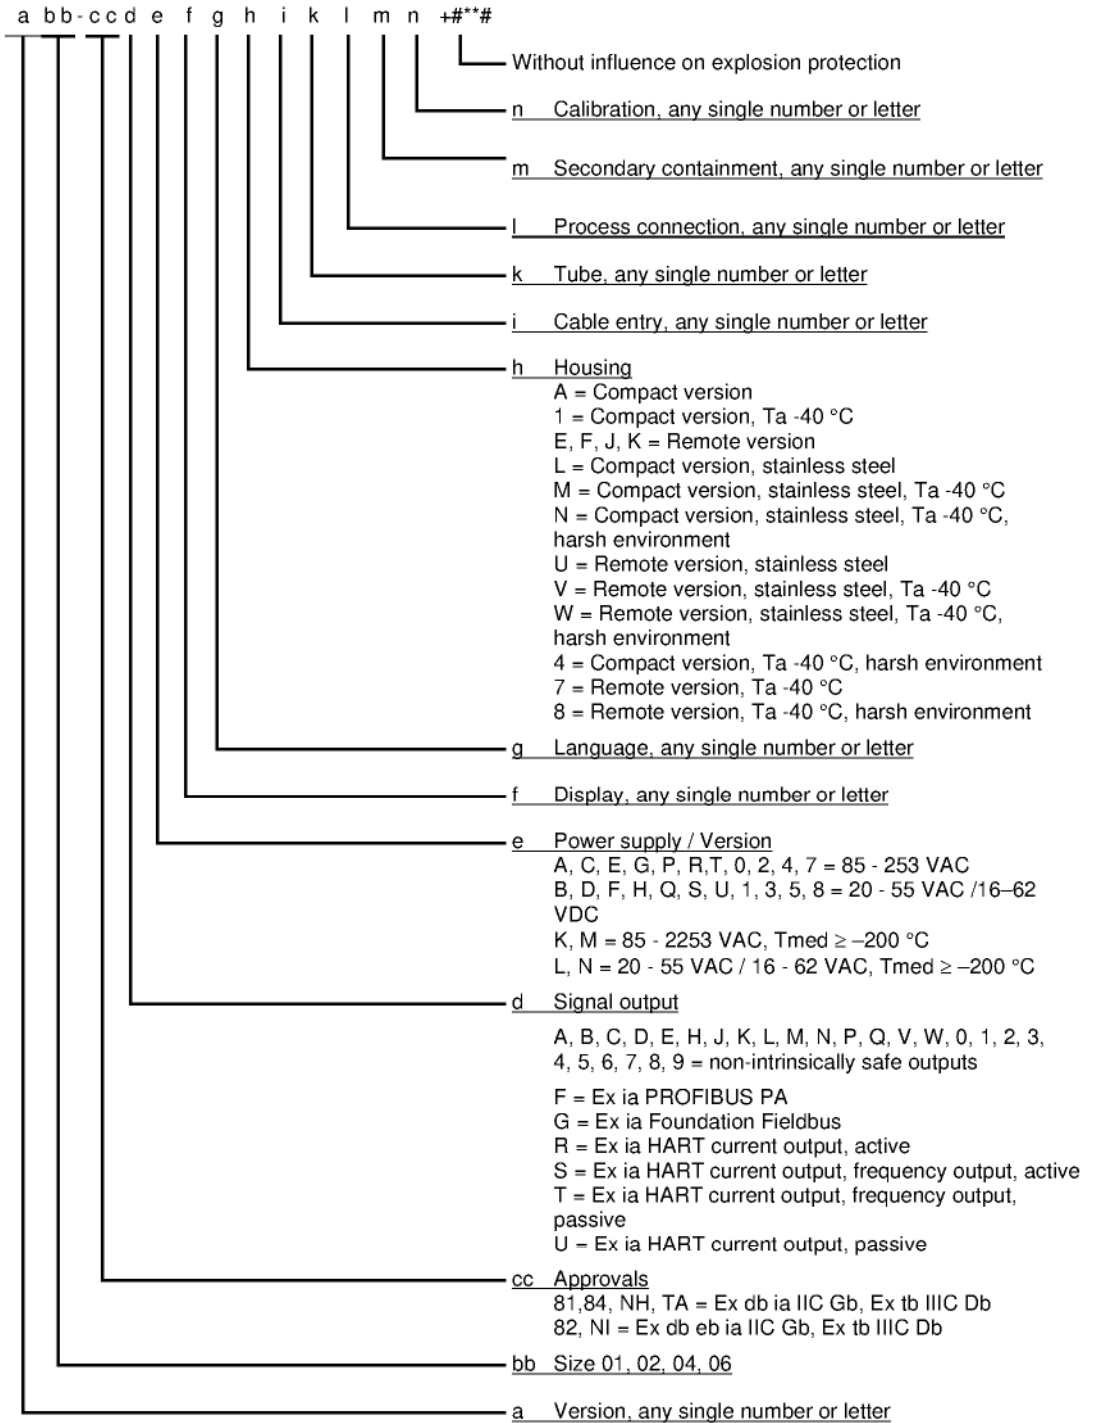 a bb-ccd e f g h i k l m n +#**#
Without influence on explosion protection
n Calibration, any single number or letter
m Secondary containment, any single number or letter
l Process connection, any single number or letter
k Tube, any single number or letter
i Cable entry, any single number or letter
h Housing
A = Compact version
1 = Compact version, Ta -40 °C
E, F, J, K = Remote version
L = Compact version, stainless steel
M = Compact version, stainless steel, Ta -40 °C
N = Compact version, stainless steel, Ta -40 °C,
harsh environment
U = Remote version, stainless steel
V = Remote version, stainless steel, Ta -40 °C
W = Remote version, stainless steel, Ta -40 °C,
harsh environment
4 = Compact version, Ta -40 °C, harsh environment
7 = Remote version, Ta -40 °C
8 = Remote version, Ta -40 °C, harsh environment
g Language, any single number or letter
f Display, any single number or letter
e Power supply / Version
A, C, E, G, P, R,T, 0, 2, 4, 7 = 85 - 253 VAC
B, D, F, H, Q, S, U, 1, 3, 5, 8 = 20 - 55 VAC /16–62
VDC
K, M = 85 - 2253 VAC, Tmed ≥ –200 °C
L, N = 20 - 55 VAC / 16 - 62 VAC, Tmed ≥ –200 °C
d Signal output
A, B, C, D, E, H, J, K, L, M, N, P, Q, V, W, 0, 1, 2, 3,
4, 5, 6, 7, 8, 9 = non-intrinsically safe outputs
F = Ex ia PROFIBUS PA
G = Ex ia Foundation Fieldbus
R = Ex ia HART current output, active
S = Ex ia HART current output, frequency output, active
T = Ex ia HART current output, frequency output,
passive
U = Ex ia HART current output, passive
cc Approvals
81,84, NH, TA = Ex db ia IIC Gb, Ex tb IIIC Db
82, NI = Ex db eb ia IIC Gb, Ex tb IIIC Db
bb Size 01, 02, 04, 06
a Version, any single number or letter